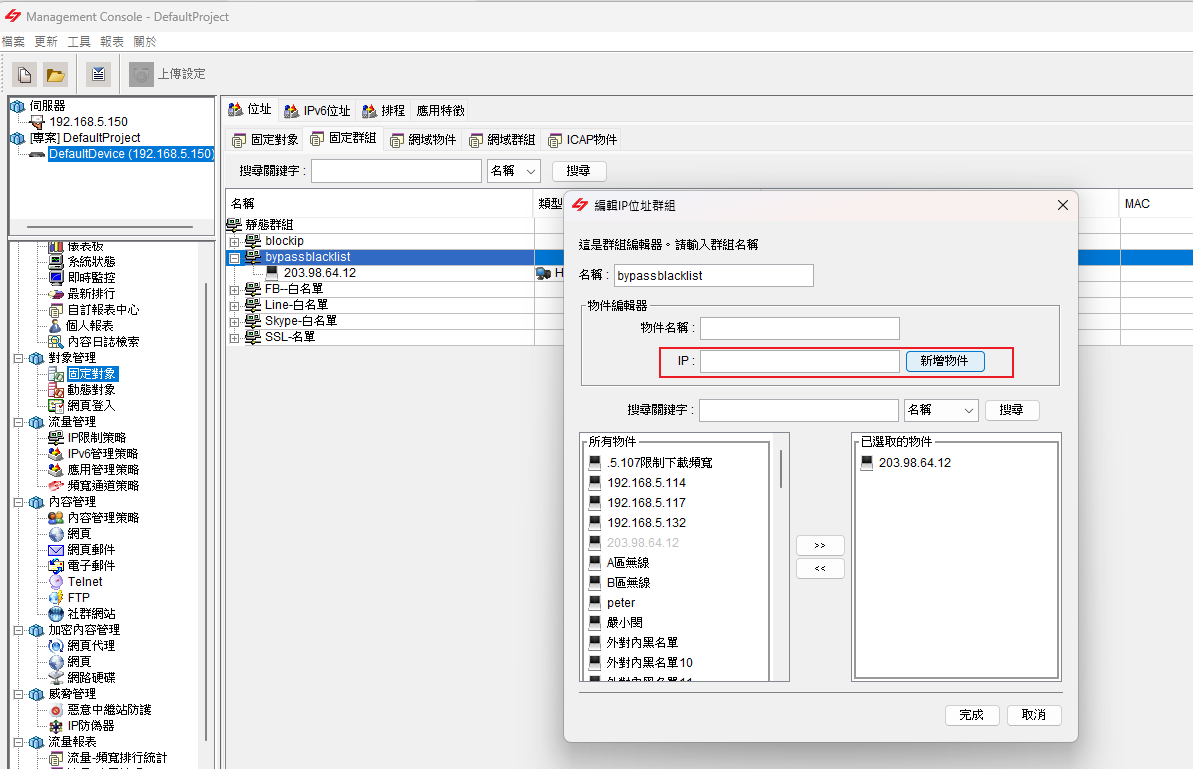 Management Console - DefaultProject
檔案 更新 工具 報表 關於
上傳設定
伺服器
192.168.5.150
[專案] DefaultProject
DefaultDevice (192.168.5.150)
儀表板
系統狀態
即時監控
最新排行
自訂報表中心
個人報表
內容日誌檢索
對象管理
固定對象
動態對象
網頁登入
流量管理
IP限制策略
IPv6管理策略
應用管理策略
頻寬通道策略
內容管理
內容管理策略
網頁
網頁郵件
電子郵件
Telnet
FTP
社群網站
加密內容管理
網頁代理
網頁
網路硬碟
威脅管理
惡意中繼站防護
IP防偽器
流量報表
流量-頻寬排行統計
位址 IPv6位址 排程 應用特徵
固定對象 固定群組 網域物件 網域群組 ICAP物件
搜尋關鍵字 : 名稱 搜尋
名稱 類型 MAC
靜態群組
blockip
bypassblacklist
203.98.64.12 H
FB--白名單
Line-白名單
Skype-白名單
SSL-名單
編輯IP位址群組
這是群組編輯器。請輸入群組名稱
名稱 : bypassblacklist
物件編輯器
物件名稱 :
IP : 新增物件
搜尋關鍵字 : 名稱 搜尋
所有物件
.5.107限制下載頻寬
192.168.5.114
192.168.5.117
192.168.5.132
203.98.64.12
A區無線
B區無線
peter
嚴小閔
外對內黑名單
外對內黑名單10
外對內黑名單11
>>
<<
已選取的物件
203.98.64.12
完成 取消